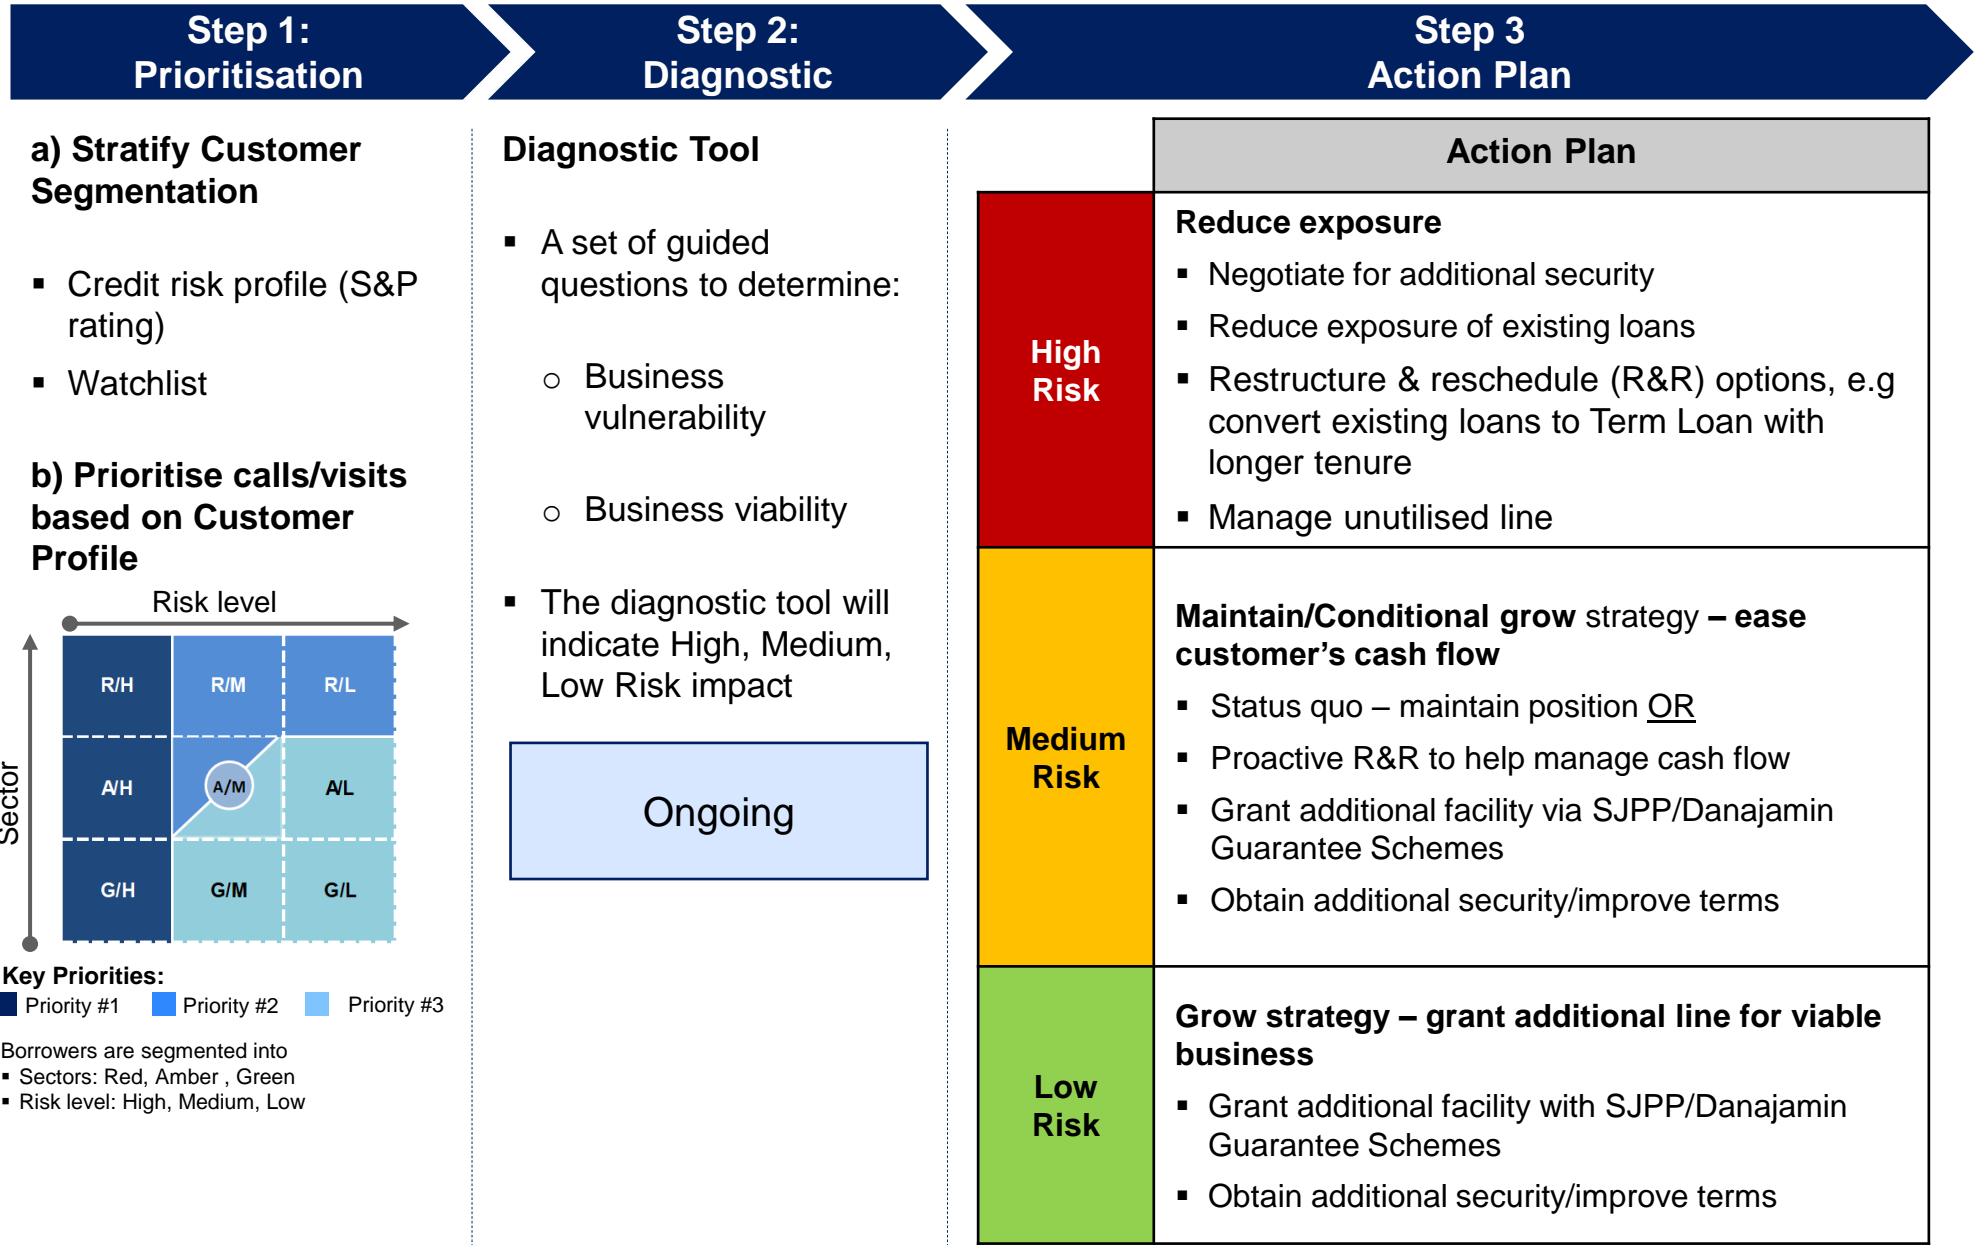 Step 1:
Prioritisation
Step 2:
Diagnostic
Step 3
Action Plan
a) Stratify Customer
Segmentation
▪ Credit risk profile (S&P
rating)
▪ Watchlist
b) Prioritise calls/visits
based on Customer
Profile
Risk level
Sector
R/H R/M R/L
A/H A/M A/L
G/H G/M G/L
Key Priorities:
Priority #1 Priority #2 Priority #3
Borrowers are segmented into
▪ Sectors: Red, Amber , Green
▪ Risk level: High, Medium, Low
Diagnostic Tool
▪ A set of guided
questions to determine:
o Business
vulnerability
o Business viability
▪ The diagnostic tool will
indicate High, Medium,
Low Risk impact
Ongoing
Action Plan
High
Risk
Reduce exposure
▪ Negotiate for additional security
▪ Reduce exposure of existing loans
▪ Restructure & reschedule (R&R) options, e.g
convert existing loans to Term Loan with
longer tenure
▪ Manage unutilised line
Medium
Risk
Maintain/Conditional grow strategy – ease
customer’s cash flow
▪ Status quo – maintain position OR
▪ Proactive R&R to help manage cash flow
▪ Grant additional facility via SJPP/Danajamin
Guarantee Schemes
▪ Obtain additional security/improve terms
Low
Risk
Grow strategy – grant additional line for viable
business
▪ Grant additional facility with SJPP/Danajamin
Guarantee Schemes
▪ Obtain additional security/improve terms